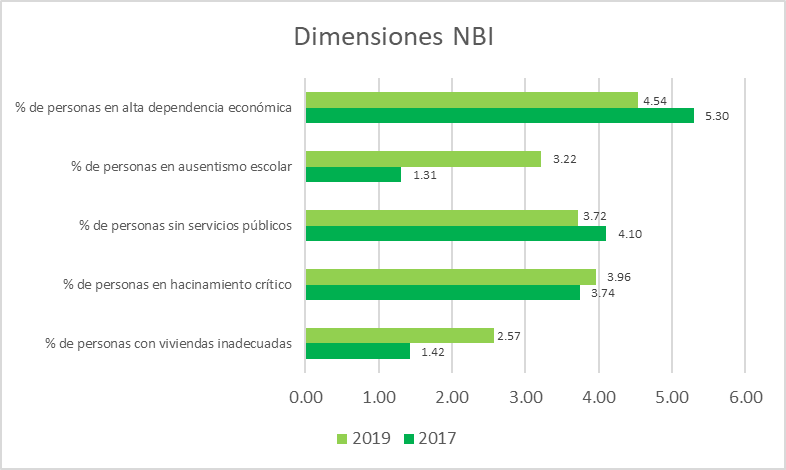 Dimensiones NBI
% de personas en alta dependencia económica
4.54
5.30
% de personas en ausentismo escolar
3.22
1.31
% de personas sin servicios públicos
3.72
4.10
% de personas en hacinamiento crítico
3.96
3.74
% de personas con viviendas inadecuadas
2.57
1.42
0.00 1.00 2.00 3.00 4.00 5.00 6.00
2019 2017